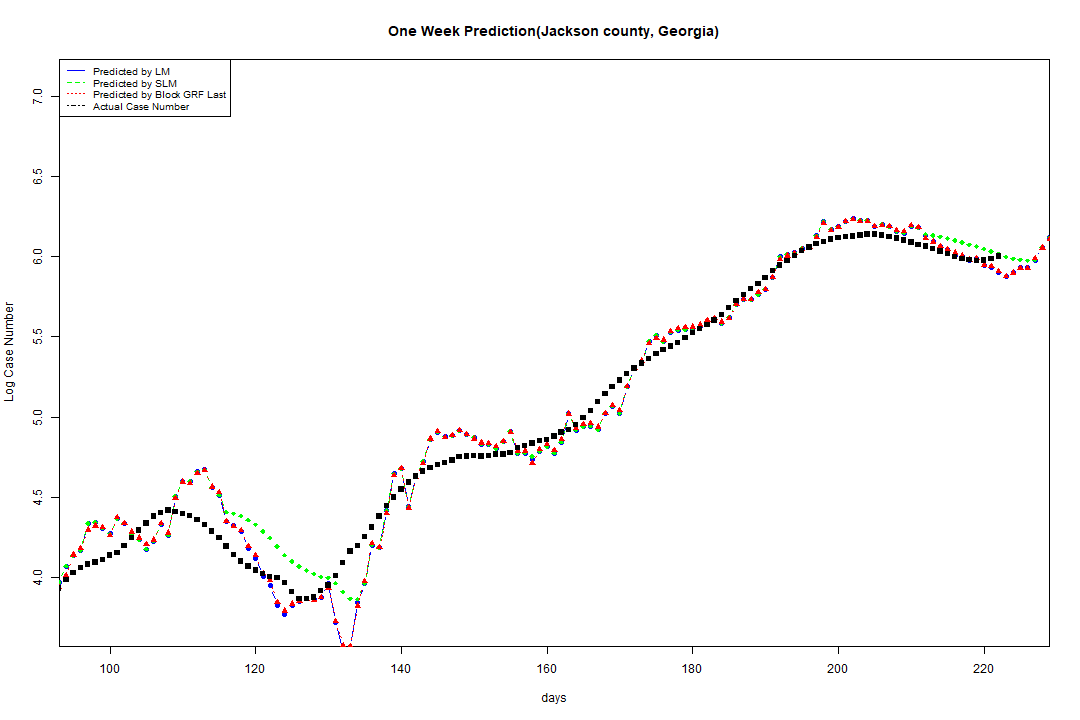 One Week Prediction(Jackson county, Georgia)
Predicted by LM
Predicted by SLM
Predicted by Block GRF Last
Actual Case Number
7.0
6.5
6.0
5.5
5.0
4.5
4.0
Log Case Number
100 120 140 160 180 200 220
days